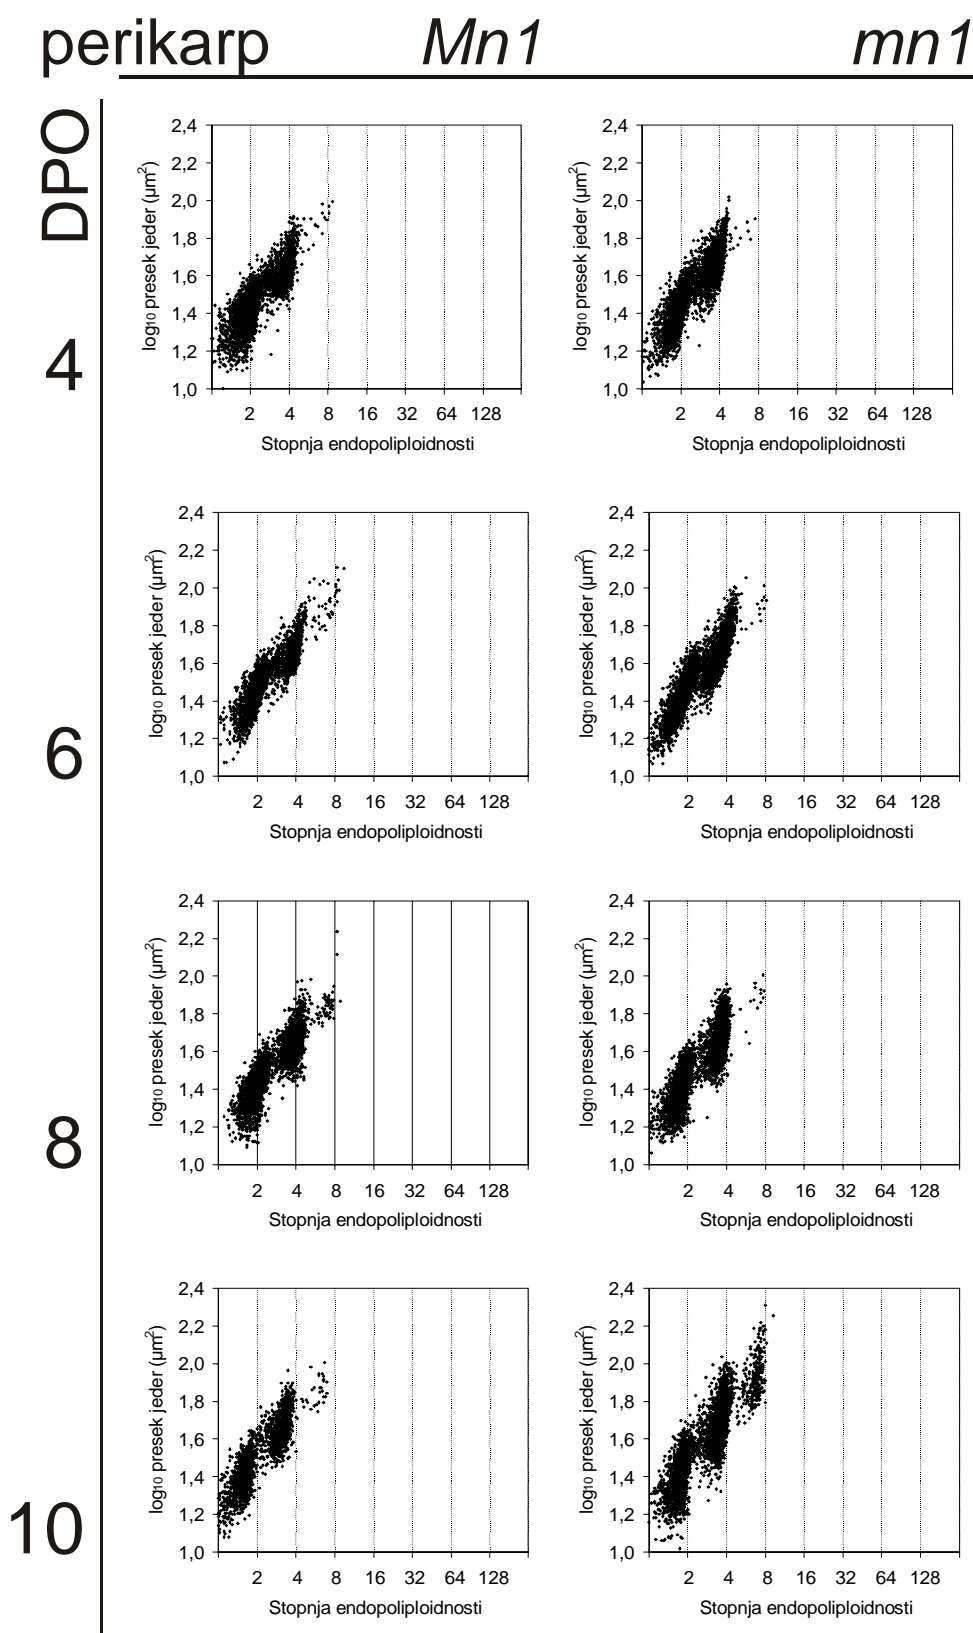 perikarp Mn1 mn1
DPO
4
2,4 2,4
2,2 2,2
2,0 2,0
1,8 1,8
1,6 1,6
1,4 1,4
1,2 1,2
1,0 1,0
log10 presek jeder (µm2) log10 presek jeder (µm2)
2 4 8 16 32 64 128 2 4 8 16 32 64 128
Stopnja endopoliploidnosti Stopnja endopoliploidnosti
6
2,4 2,4
2,2 2,2
2,0 2,0
1,8 1,8
1,6 1,6
1,4 1,4
1,2 1,2
1,0 1,0
log10 presek jeder (µm2) log10 presek jeder (µm2)
2 4 8 16 32 64 128 2 4 8 16 32 64 128
Stopnja endopoliploidnosti Stopnja endopoliploidnosti
8
2,4 2,4
2,2 2,2
2,0 2,0
1,8 1,8
1,6 1,6
1,4 1,4
1,2 1,2
1,0 1,0
log10 presek jeder (µm2) log10 presek jeder (µm2)
2 4 8 16 32 64 128 2 4 8 16 32 64 128
Stopnja endopoliploidnosti Stopnja endopoliploidnosti
10
2,4 2,4
2,2 2,2
2,0 2,0
1,8 1,8
1,6 1,6
1,4 1,4
1,2 1,2
1,0 1,0
log10 presek jeder (µm2) log10 presek jeder (µm2)
2 4 8 16 32 64 128 2 4 8 16 32 64 128
Stopnja endopoliploidnosti Stopnja endopoliploidnosti